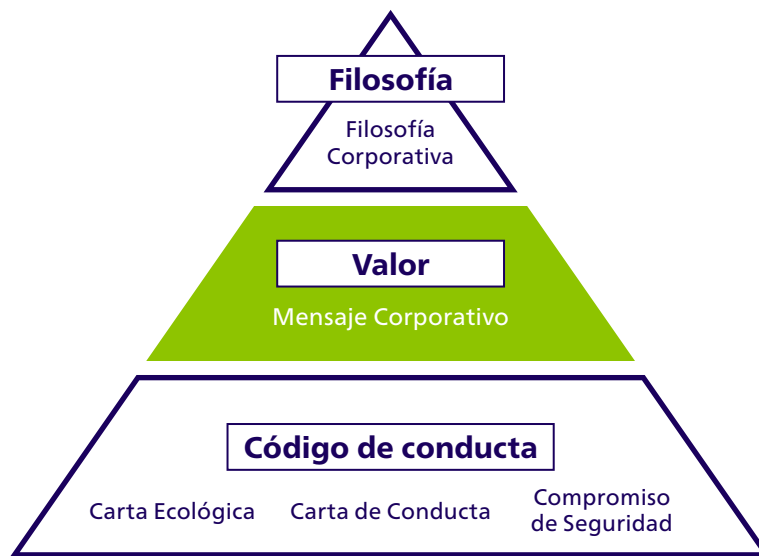 Filosofía
Filosofía
Corporativa
Valor
Mensaje Corporativo
Código de conducta
Carta Ecológica
Carta de Conducta
Compromiso
de Seguridad